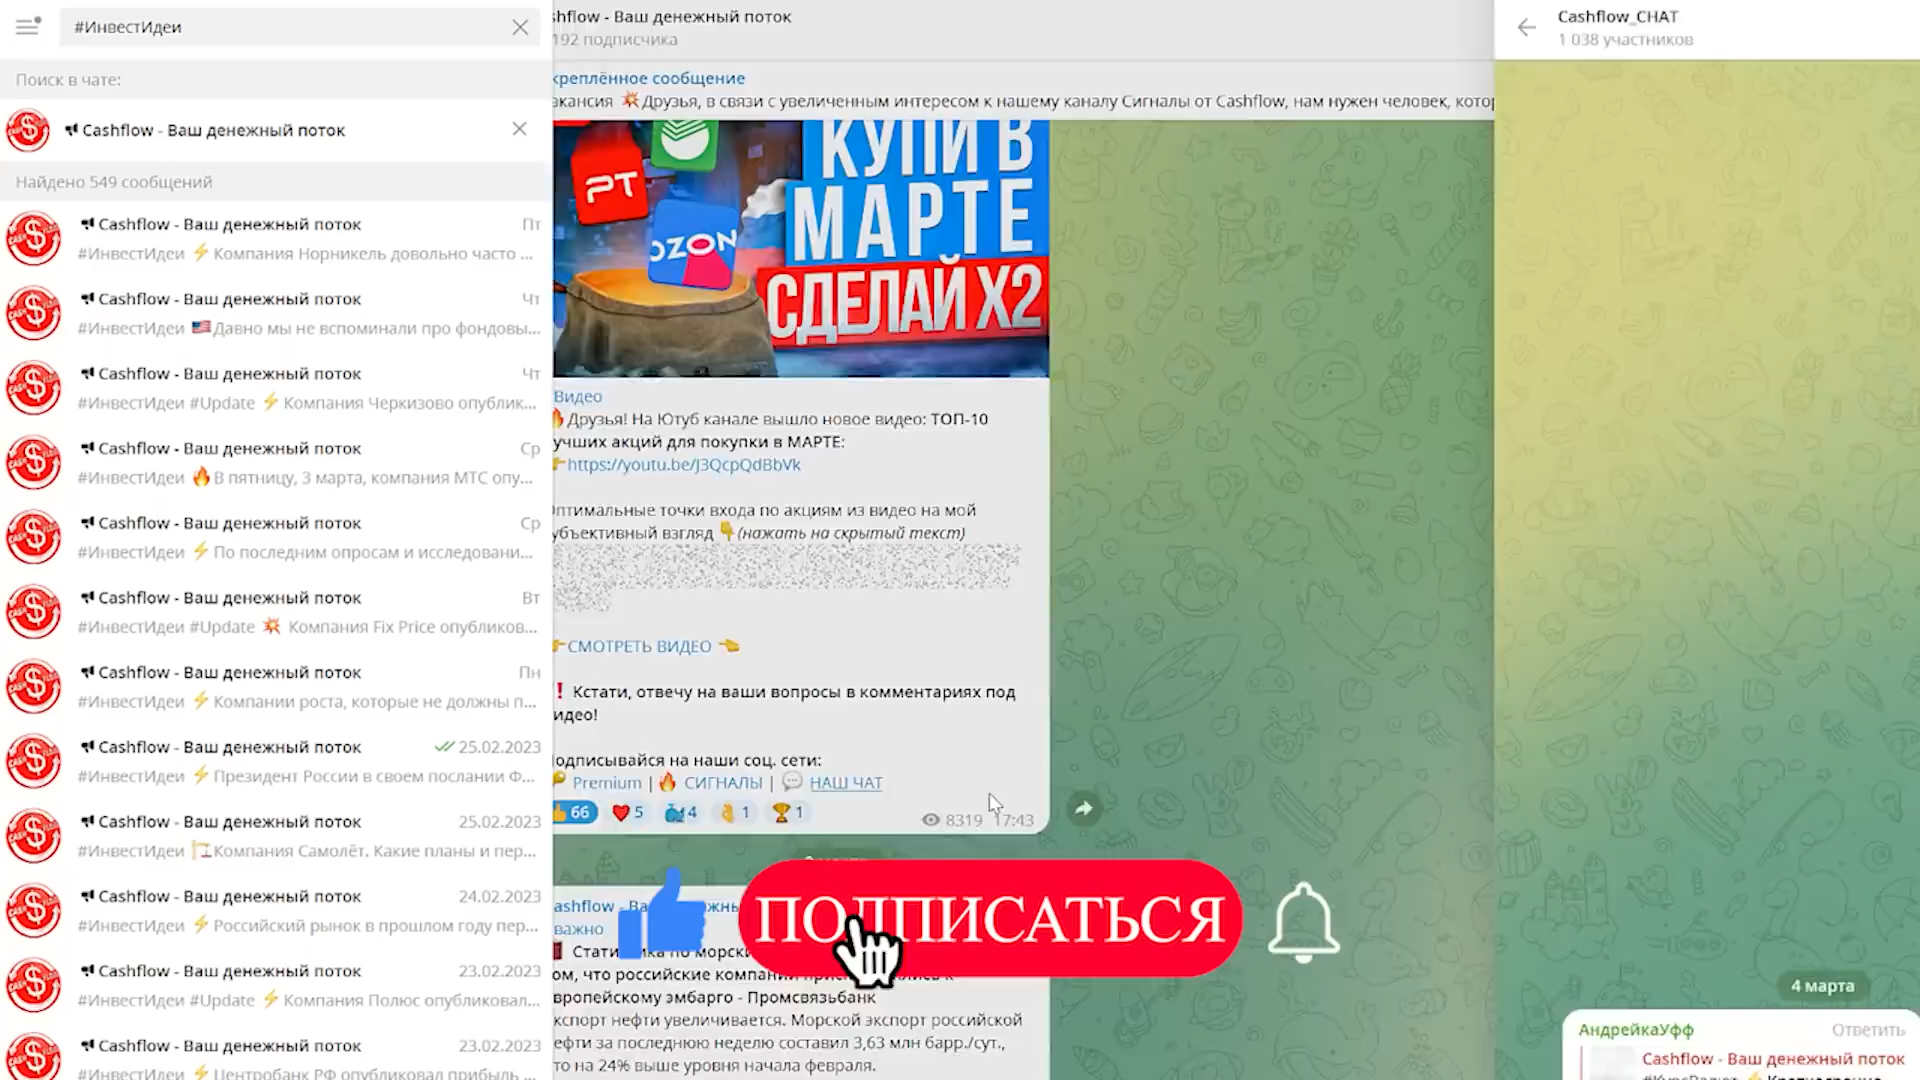 #ИнвестИдеи
Поиск в чате:
Cashflow - Ваш денежный поток
Найдено 549 сообщений
Cashflow - Ваш денежный поток Пт
#ИнвестИдеи ⚡Компания Норникель довольно часто ...
Cashflow - Ваш денежный поток Чт
#ИнвестИдеи 🇺🇸Давно мы не вспоминали про фондовы...
Cashflow - Ваш денежный поток Чт
#ИнвестИдеи #Update ⚡Компания Черкизово опублик...
Cashflow - Ваш денежный поток Ср
#ИнвестИдеи 🔥В пятницу, 3 марта, компания МТС опу...
Cashflow - Ваш денежный поток Ср
#ИнвестИдеи ⚡По последним опросам и исследовани...
Cashflow - Ваш денежный поток Вт
#ИнвестИдеи #Update 💥 Компания Fix Price опубликов...
Cashflow - Ваш денежный поток Пн
#ИнвестИдеи ⚡Компании роста, которые не должны п...
Cashflow - Ваш денежный поток 25.02.2023
#ИнвестИдеи ⚡Президент России в своем послании Ф...
Cashflow - Ваш денежный поток 25.02.2023
#ИнвестИдеи 🏗Компания Самолёт. Какие планы и пер...
Cashflow - Ваш денежный поток 24.02.2023
#ИнвестИдеи ⚡Российский рынок в прошлом году пер...
Cashflow - Ваш денежный поток 23.02.2023
#ИнвестИдеи #Update ⚡Компания Полюс опубликовал...
Cashflow - Ваш денежный поток 23.02.2023
#ИнвестИдеи ⚡Центробанк РФ опубликовал прибыль ...
hflow - Ваш денежный поток
192 подписчика
креплённое сообщение
акансия 💥Друзья, в связи с увеличенным интересом к нашему каналу Сигналы от Cashflow, нам нужен человек, котор
PT
OZON
КУПИ В
МАРТЕ
СДЕЛАЙ Х2
Видео
🔥Друзья! На Ютуб канале вышло новое видео: ТОП-10
учших акций для покупки в МАРТЕ:
👉https://youtu.be/J3QcpQdBbVk
птимальные точки входа по акциям из видео на мой
убъективный взгляд 👇(нажать на скрытый текст)
👉СМОТРЕТЬ ВИДЕО 👈
❗ Кстати, отвечу на ваши вопросы в комментариях под
идео!
одписывайся на наши соц. сети:
🔑 Premium | 🔥 СИГНАЛЫ | 💬 НАШ ЧАТ
👍66 ❤5 🐳4 👌1 🏆1
8319 17:43
ashflow - Ва
важно
ПОДПИСАТЬСЯ
ом, что российские компании
вропейскому эмбарго - Промсвязьбанк
кспорт нефти увеличивается. Морской экспорт российской
ефти за последнюю неделю составил 3,63 млн барр./сут.,
то на 24% выше уровня начала февраля.
Cashflow_CHAT
1 038 участников
4 марта
АндрейкаУфф Ответить
Cashflow - Ваш денежный поток